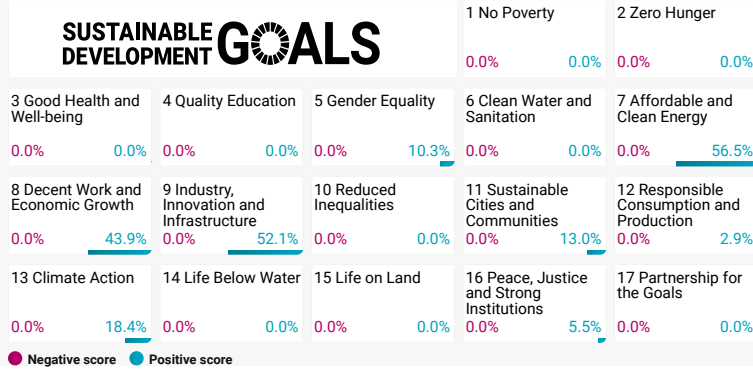 SUSTAINABLE
DEVELOPMENT
GOALS
1 No Poverty
0.0% 0.0%
2 Zero Hunger
0.0% 0.0%
3 Good Health and
Well-being
0.0% 0.0%
4 Quality Education
0.0% 0.0%
5 Gender Equality
0.0% 10.3%
6 Clean Water and
Sanitation
0.0% 0.0%
7 Affordable and
Clean Energy
0.0% 56.5%
8 Decent Work and
Economic Growth
0.0% 43.9%
9 Industry,
Innovation and
Infrastructure
0.0% 52.1%
10 Reduced
Inequalities
0.0% 0.0%
11 Sustainable
Cities and
Communities
0.0% 13.0%
12 Responsible
Consumption and
Production
0.0% 2.9%
13 Climate Action
0.0% 18.4%
14 Life Below Water
0.0% 0.0%
15 Life on Land
0.0% 0.0%
16 Peace, Justice
and Strong
Institutions
0.0% 5.5%
17 Partnership for
the Goals
0.0% 0.0%
Negative score Positive score